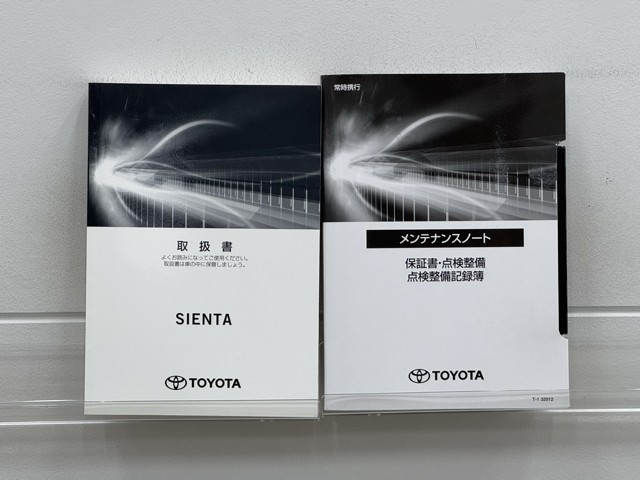 取扱書
よくお読みになってご使用ください。
取扱書は車の中に保管しましょう。
SIENTA
TOYOTA
常時携行
メンテナンスノート
保証書・点検整備
点検整備記録簿
TOYOTA
T-1 32012